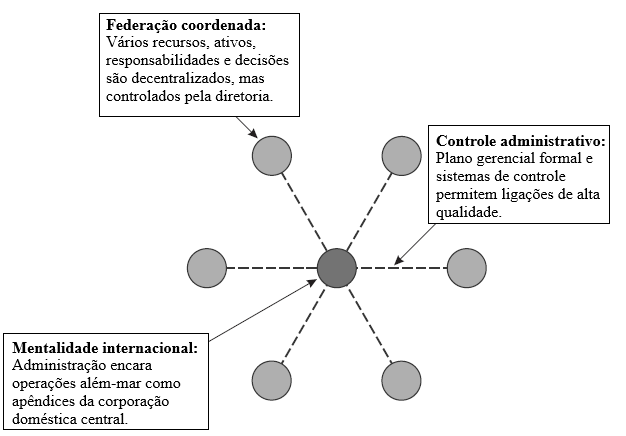 Federação coordenada:
Vários recursos, ativos,
responsabilidades e decisões
são decentralizados, mas
controlados pela diretoria.
Controle administrativo:
Plano gerencial formal e
sistemas de controle
permitem ligações de alta
qualidade.
Mentalidade internacional:
Administração encara
operações além-mar como
apêndices da corporação
doméstica central.